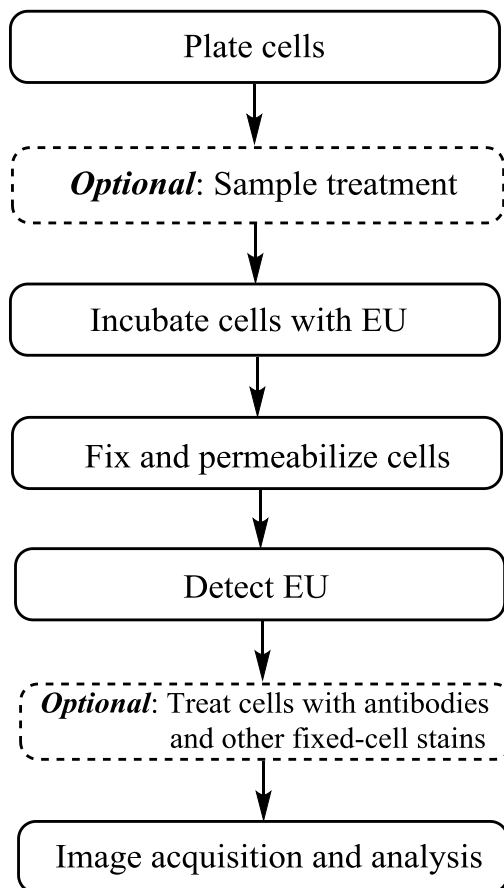 Plate cells
Optional: Sample treatment
Incubate cells with EU
Fix and permeabilize cells
Detect EU
Optional: Treat cells with antibodies
and other fixed-cell stains
Image acquisition and analysis